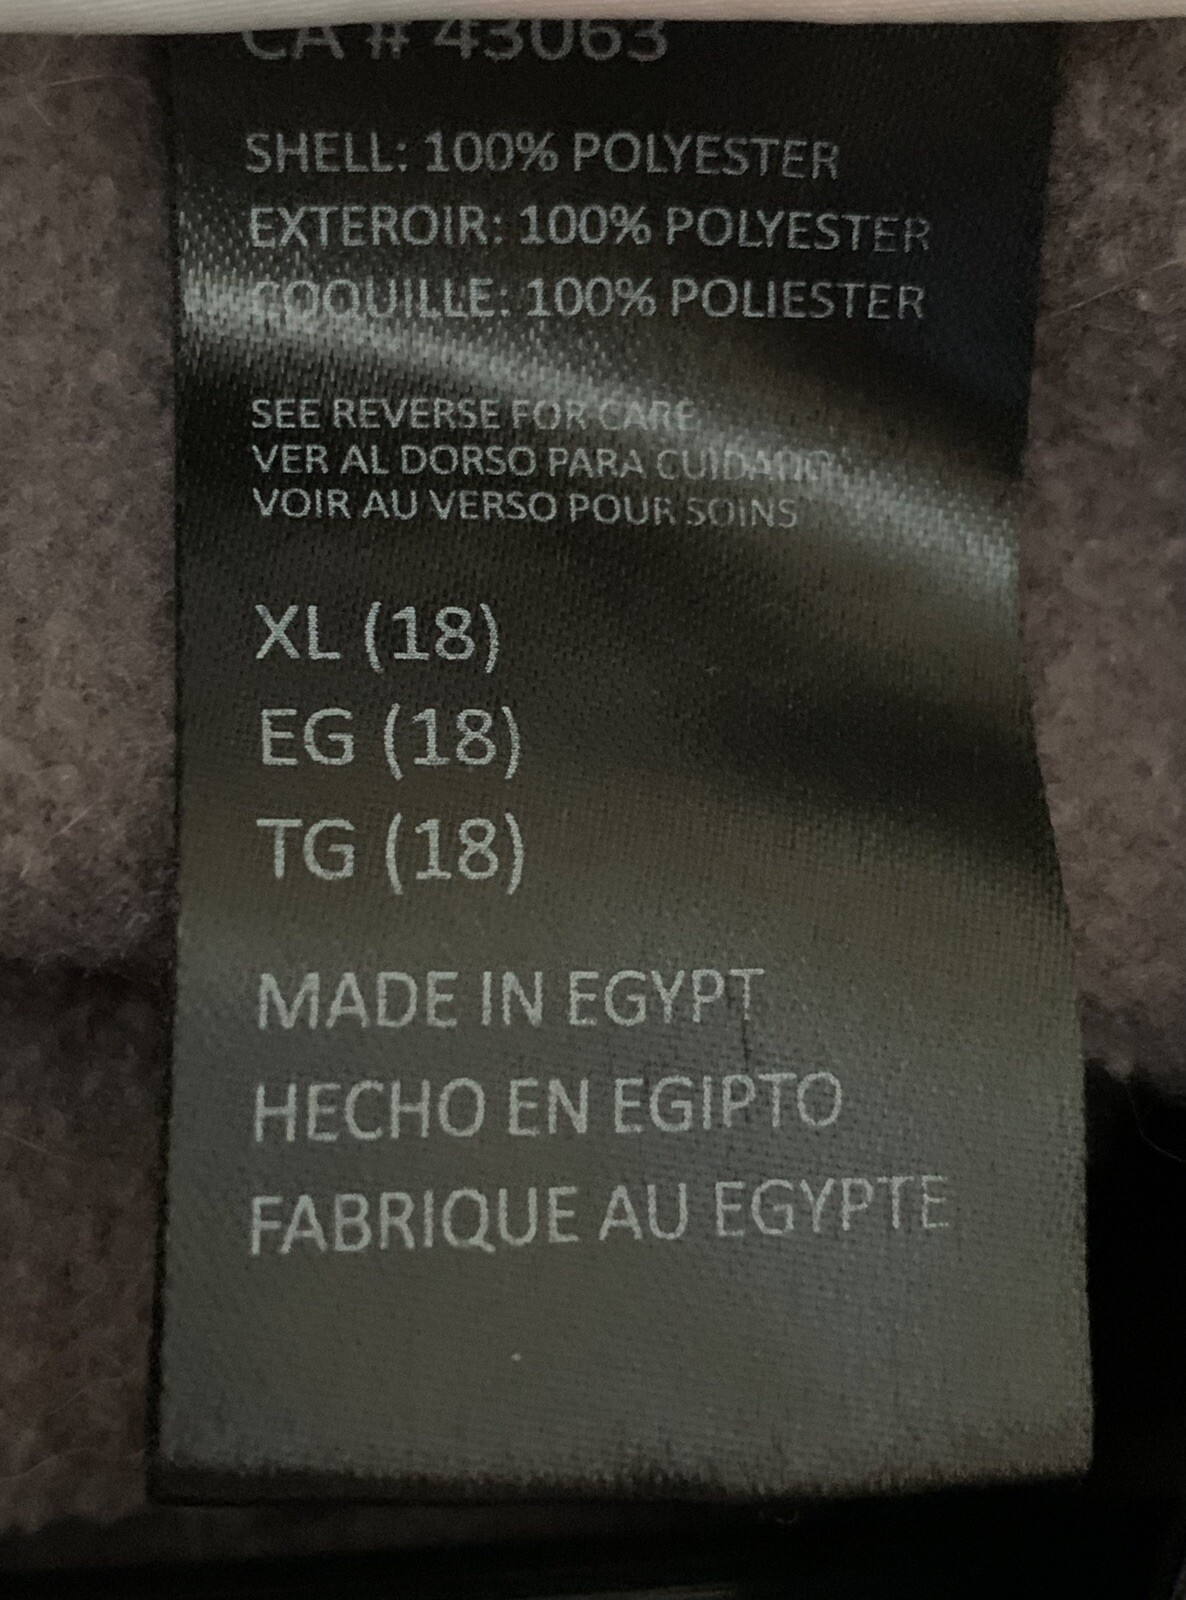 CA # 43063
SHELL: 100% POLYESTER
EXTEROIR: 100% POLYESTER
COQUILLE: 100% POLIESTER
SEE REVERSE FOR CARE
VER AL DORSO PARA CUIDADO
VOIR AU VERSO POUR SOINS
XL (18)
EG (18)
TG (18)
MADE IN EGYPT
HECHO EN EGIPTO
FABRIQUE AU EGYPTE